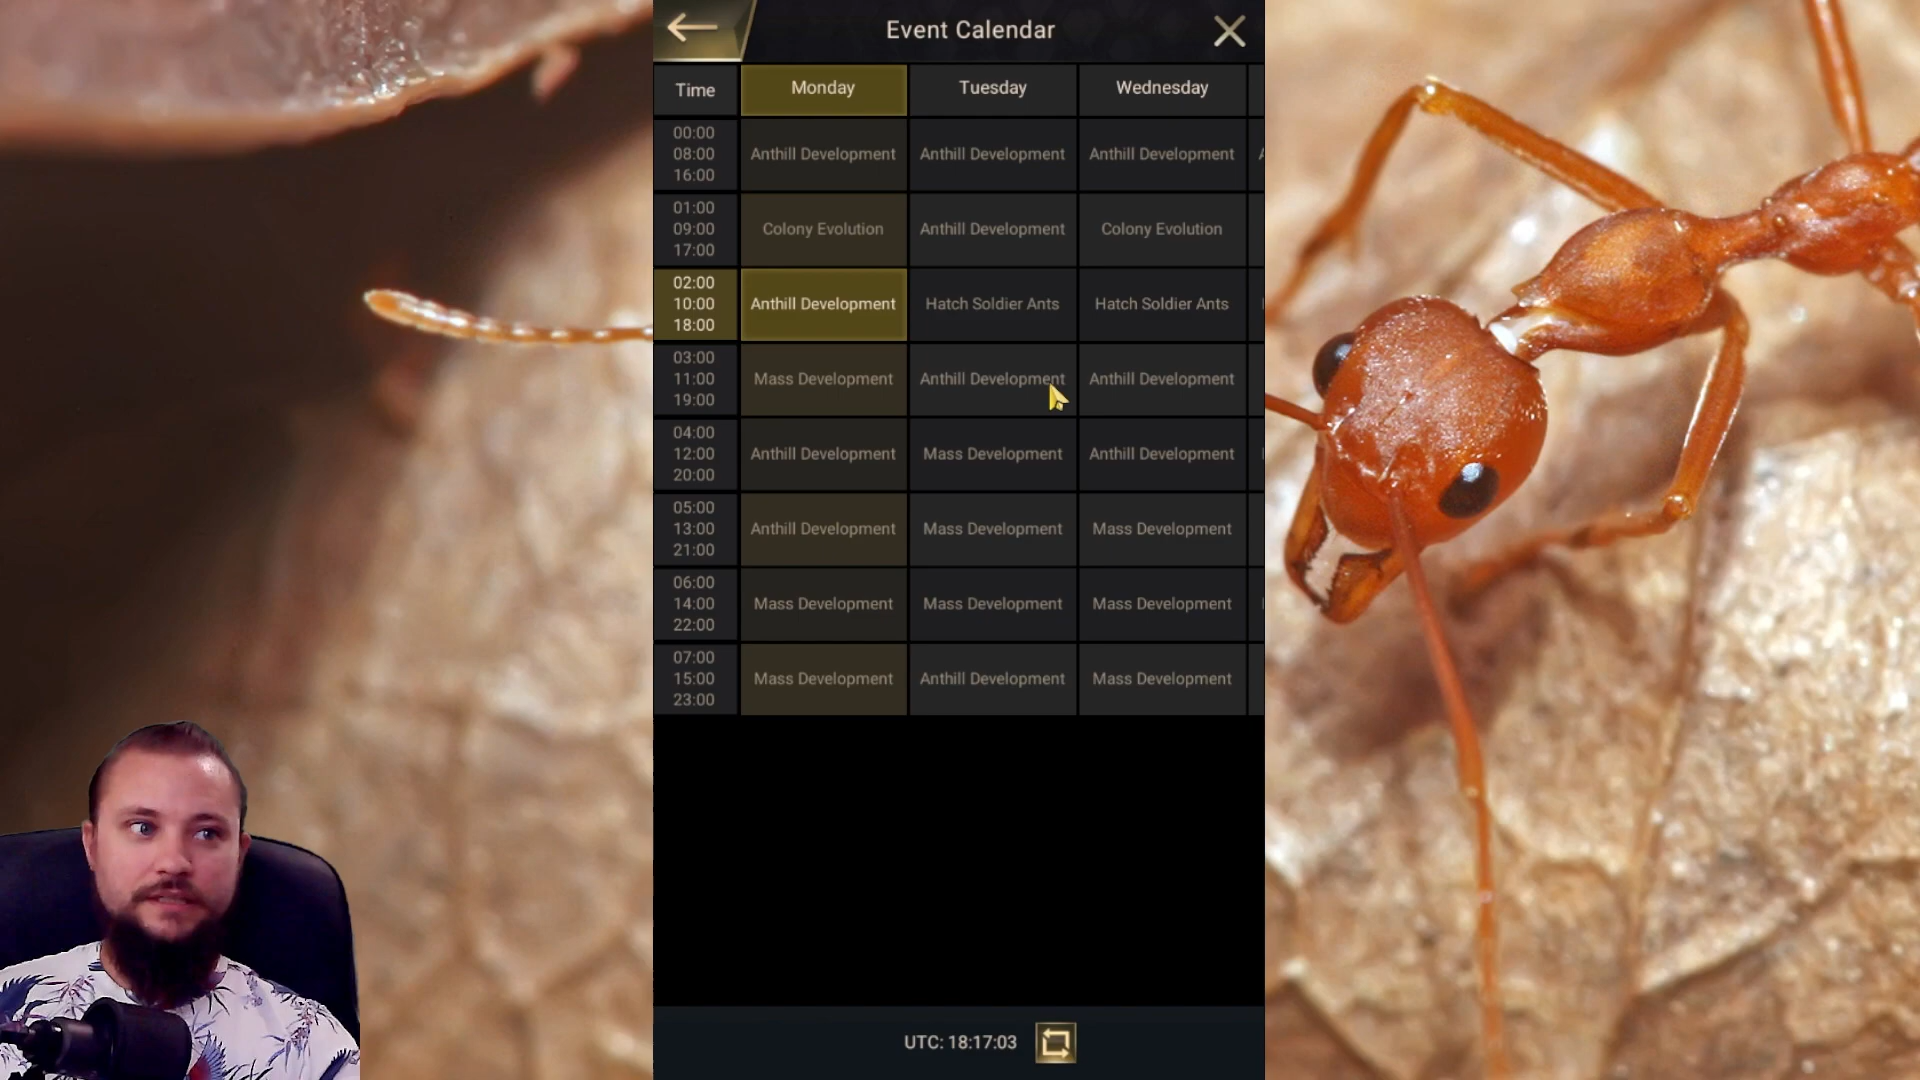 Event Calendar
Time Monday Tuesday Wednesday
00:00
08:00 Anthill Development Anthill Development Anthill Development
16:00
01:00
09:00 Colony Evolution Anthill Development Colony Evolution
17:00
02:00
10:00 Anthill Development Hatch Soldier Ants Hatch Soldier Ants
18:00
03:00
11:00 Mass Development Anthill Development Anthill Development
19:00
04:00
12:00 Anthill Development Mass Development Anthill Development
20:00
05:00
13:00 Anthill Development Mass Development Mass Development
21:00
06:00
14:00 Mass Development Mass Development Mass Development
22:00
07:00
15:00 Mass Development Anthill Development Mass Development
23:00
UTC: 18:17:03